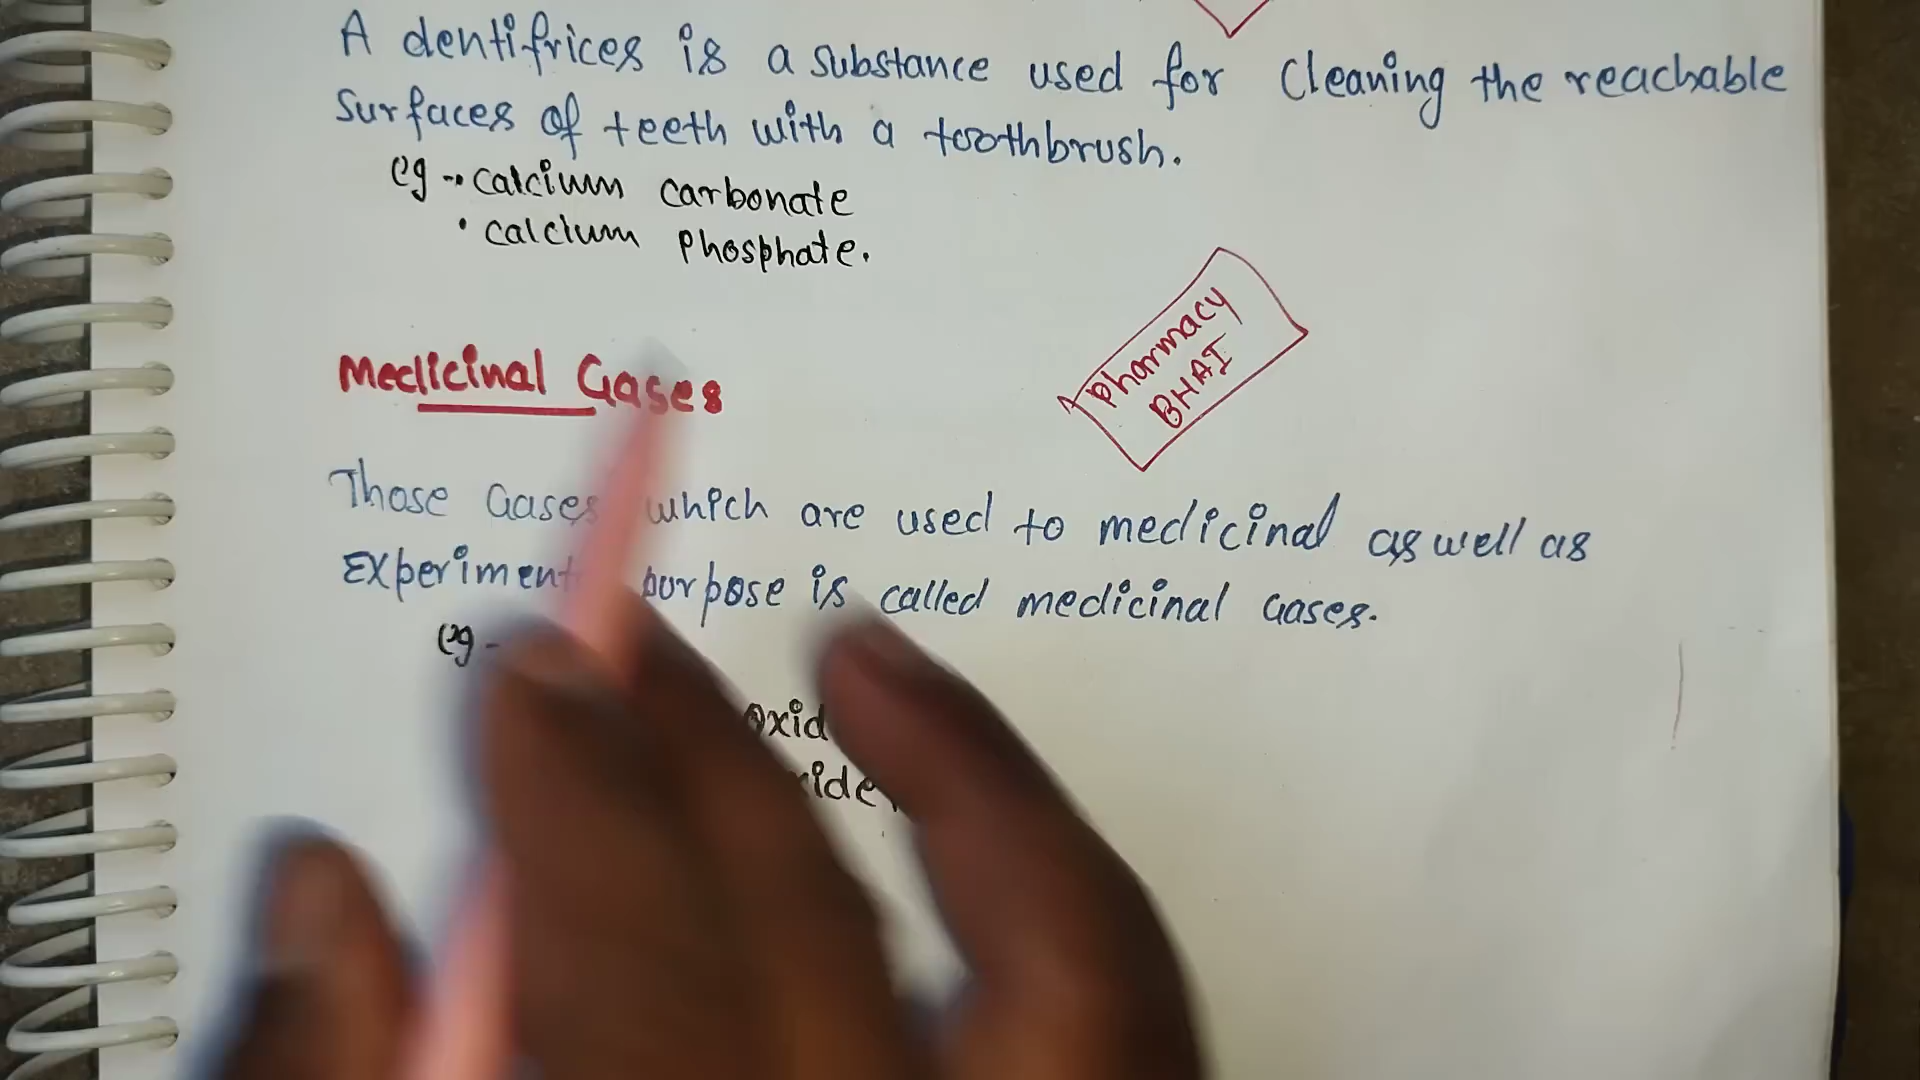 A dentifrices is a substance used for Cleaning the reachable
surfaces of teeth with a toothbrush.
eg -• calcium carbonate
• calcium phosphate.
Pharmacy
BHAI
Medicinal Gases
Those Gases which are used to medicinal as well as
Experiment purpose is called medicinal Gases.
eg -